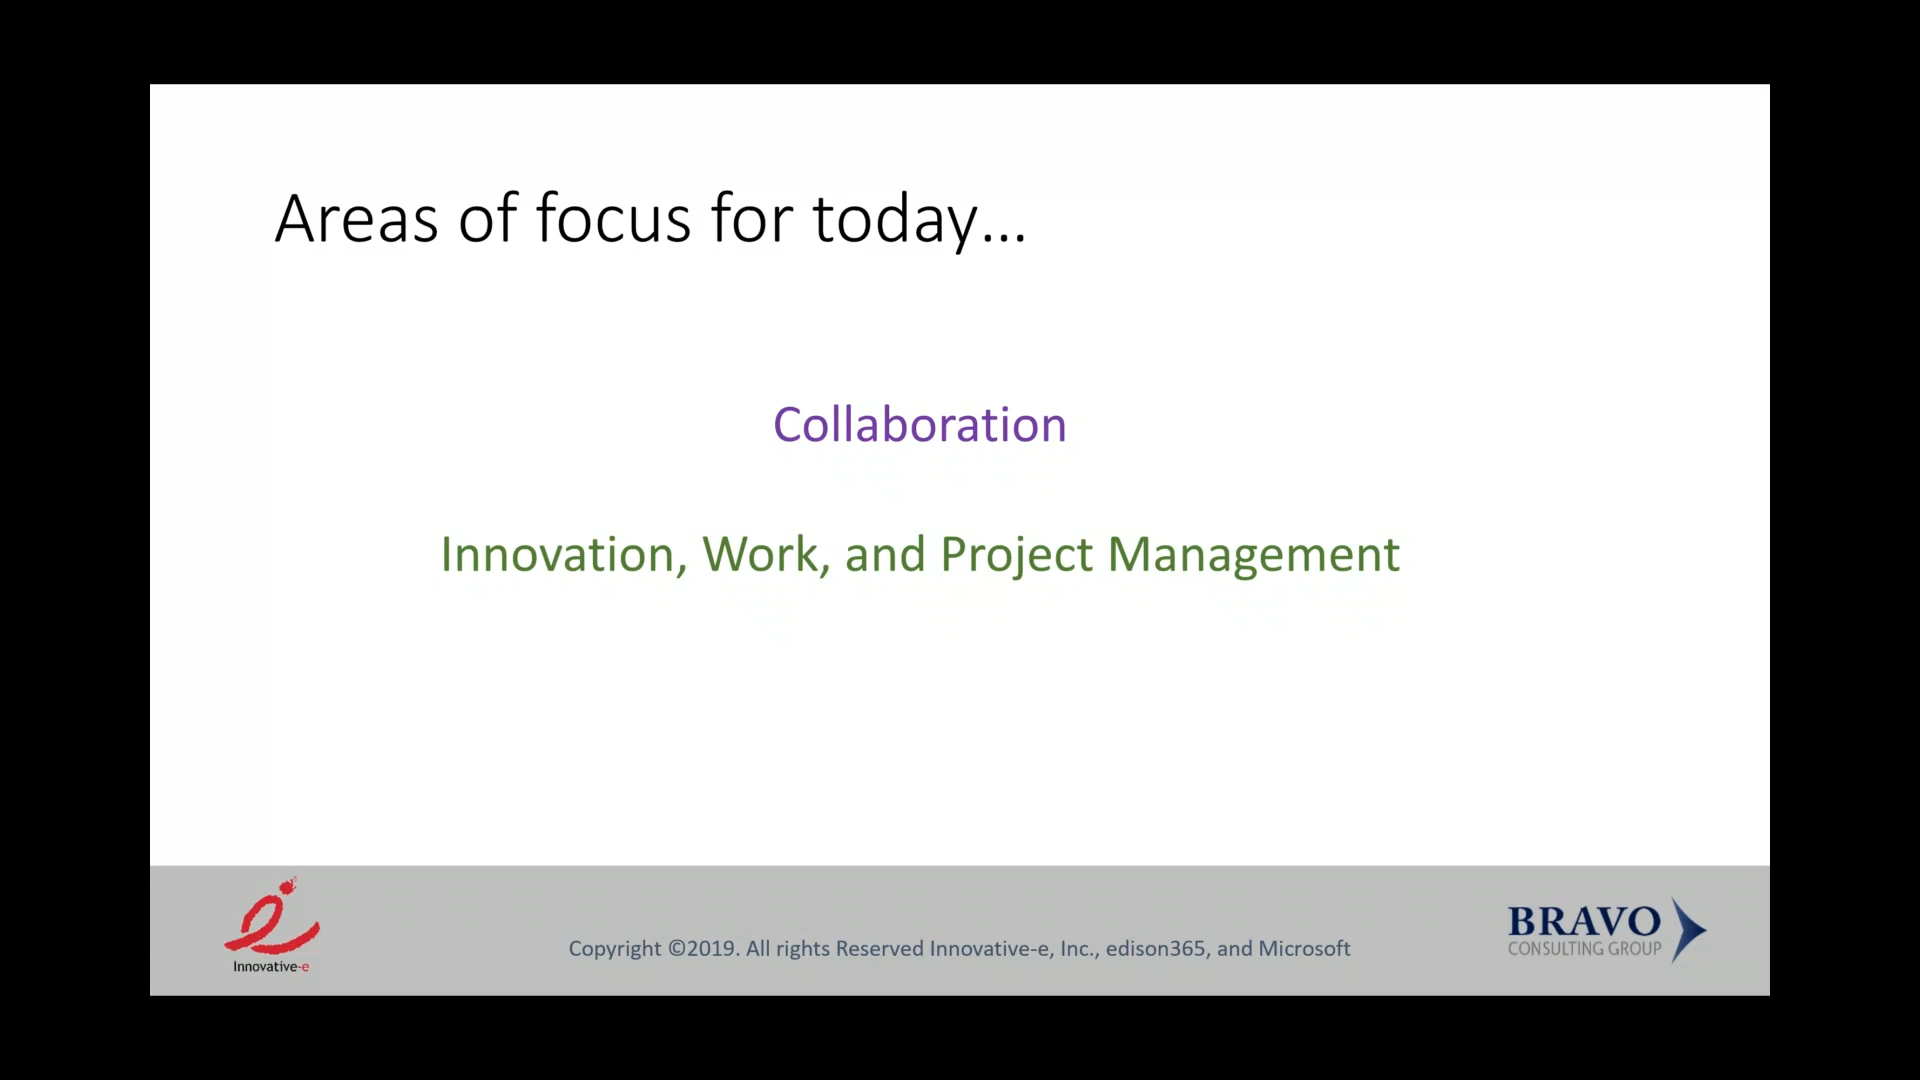 Areas of focus for today...
Collaboration
Innovation, Work, and Project Management
Innovative-e
Copyright ©2019. All rights Reserved Innovative-e, Inc., edison365, and Microsoft
BRAVO
CONSULTING GROUP